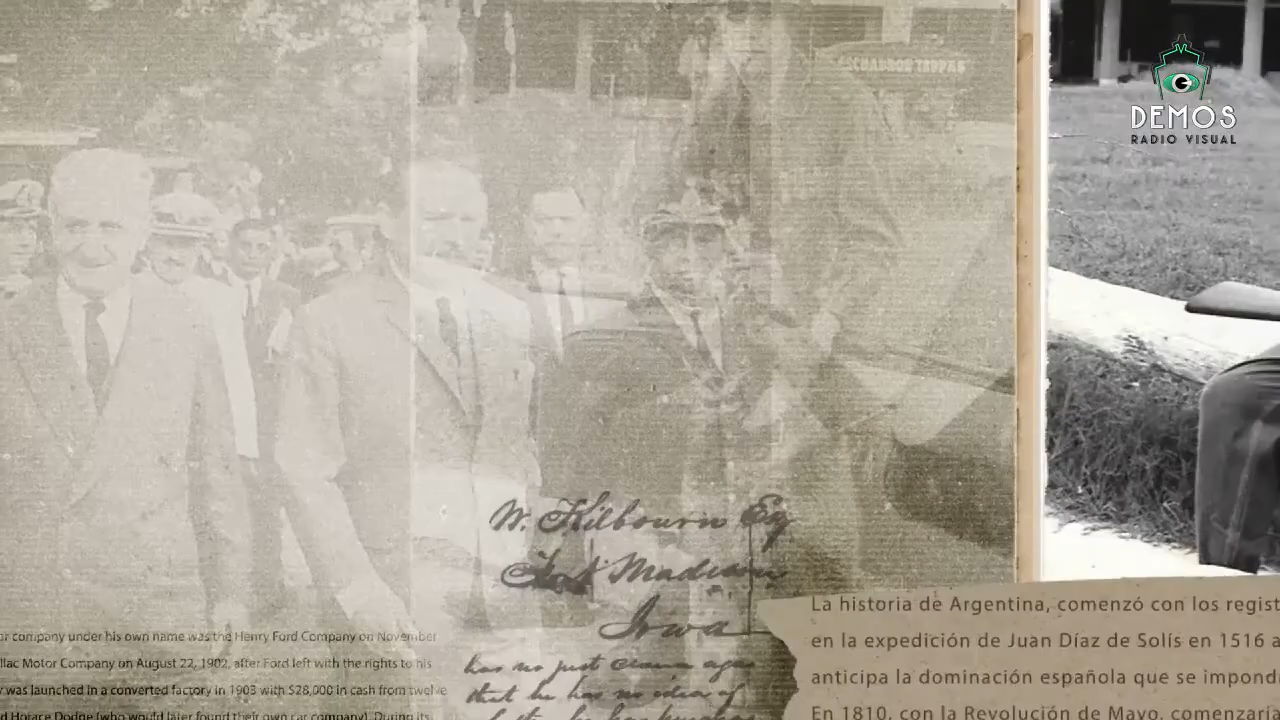 DEMOS
RADIO VISUAL
W. Kilbourn Esq
Fort Madison
Iowa
has no just claim
that he has no idea of
or company under his own name was the Henry Ford Company on November
llac Motor Company on August 22, 1902, after Ford left with the rights to his
was launched in a converted factory in 1903 with $28,000 in cash from twelve
d Horace Dodge (who would later found their own car company). During its
La historia de Argentina, comenzó con los regist
en la expedición de Juan Díaz de Solís en 1516 a
anticipa la dominación española que se impond
En 1810, con la Revolución de Mayo, comenzaría